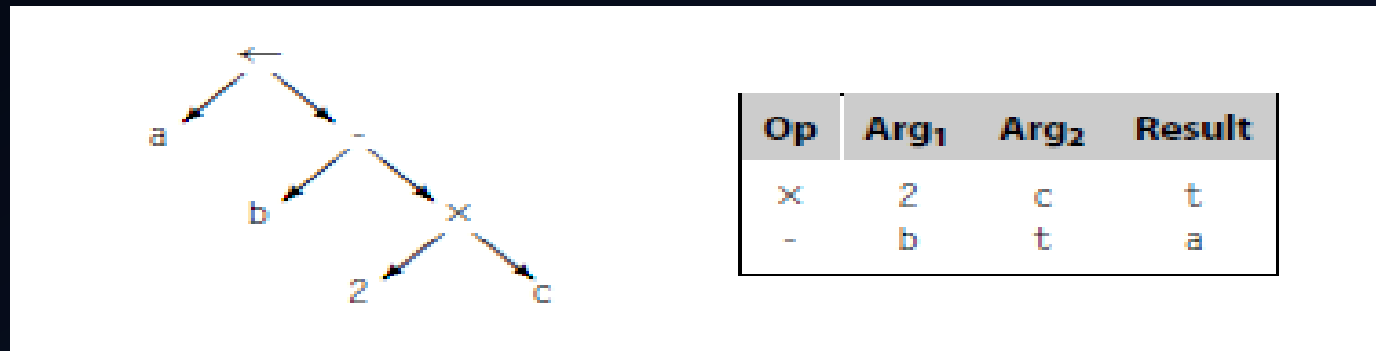 ←
a -
b ×
2 c
Op Arg₁ Arg₂ Result
× 2 c t
- b t a